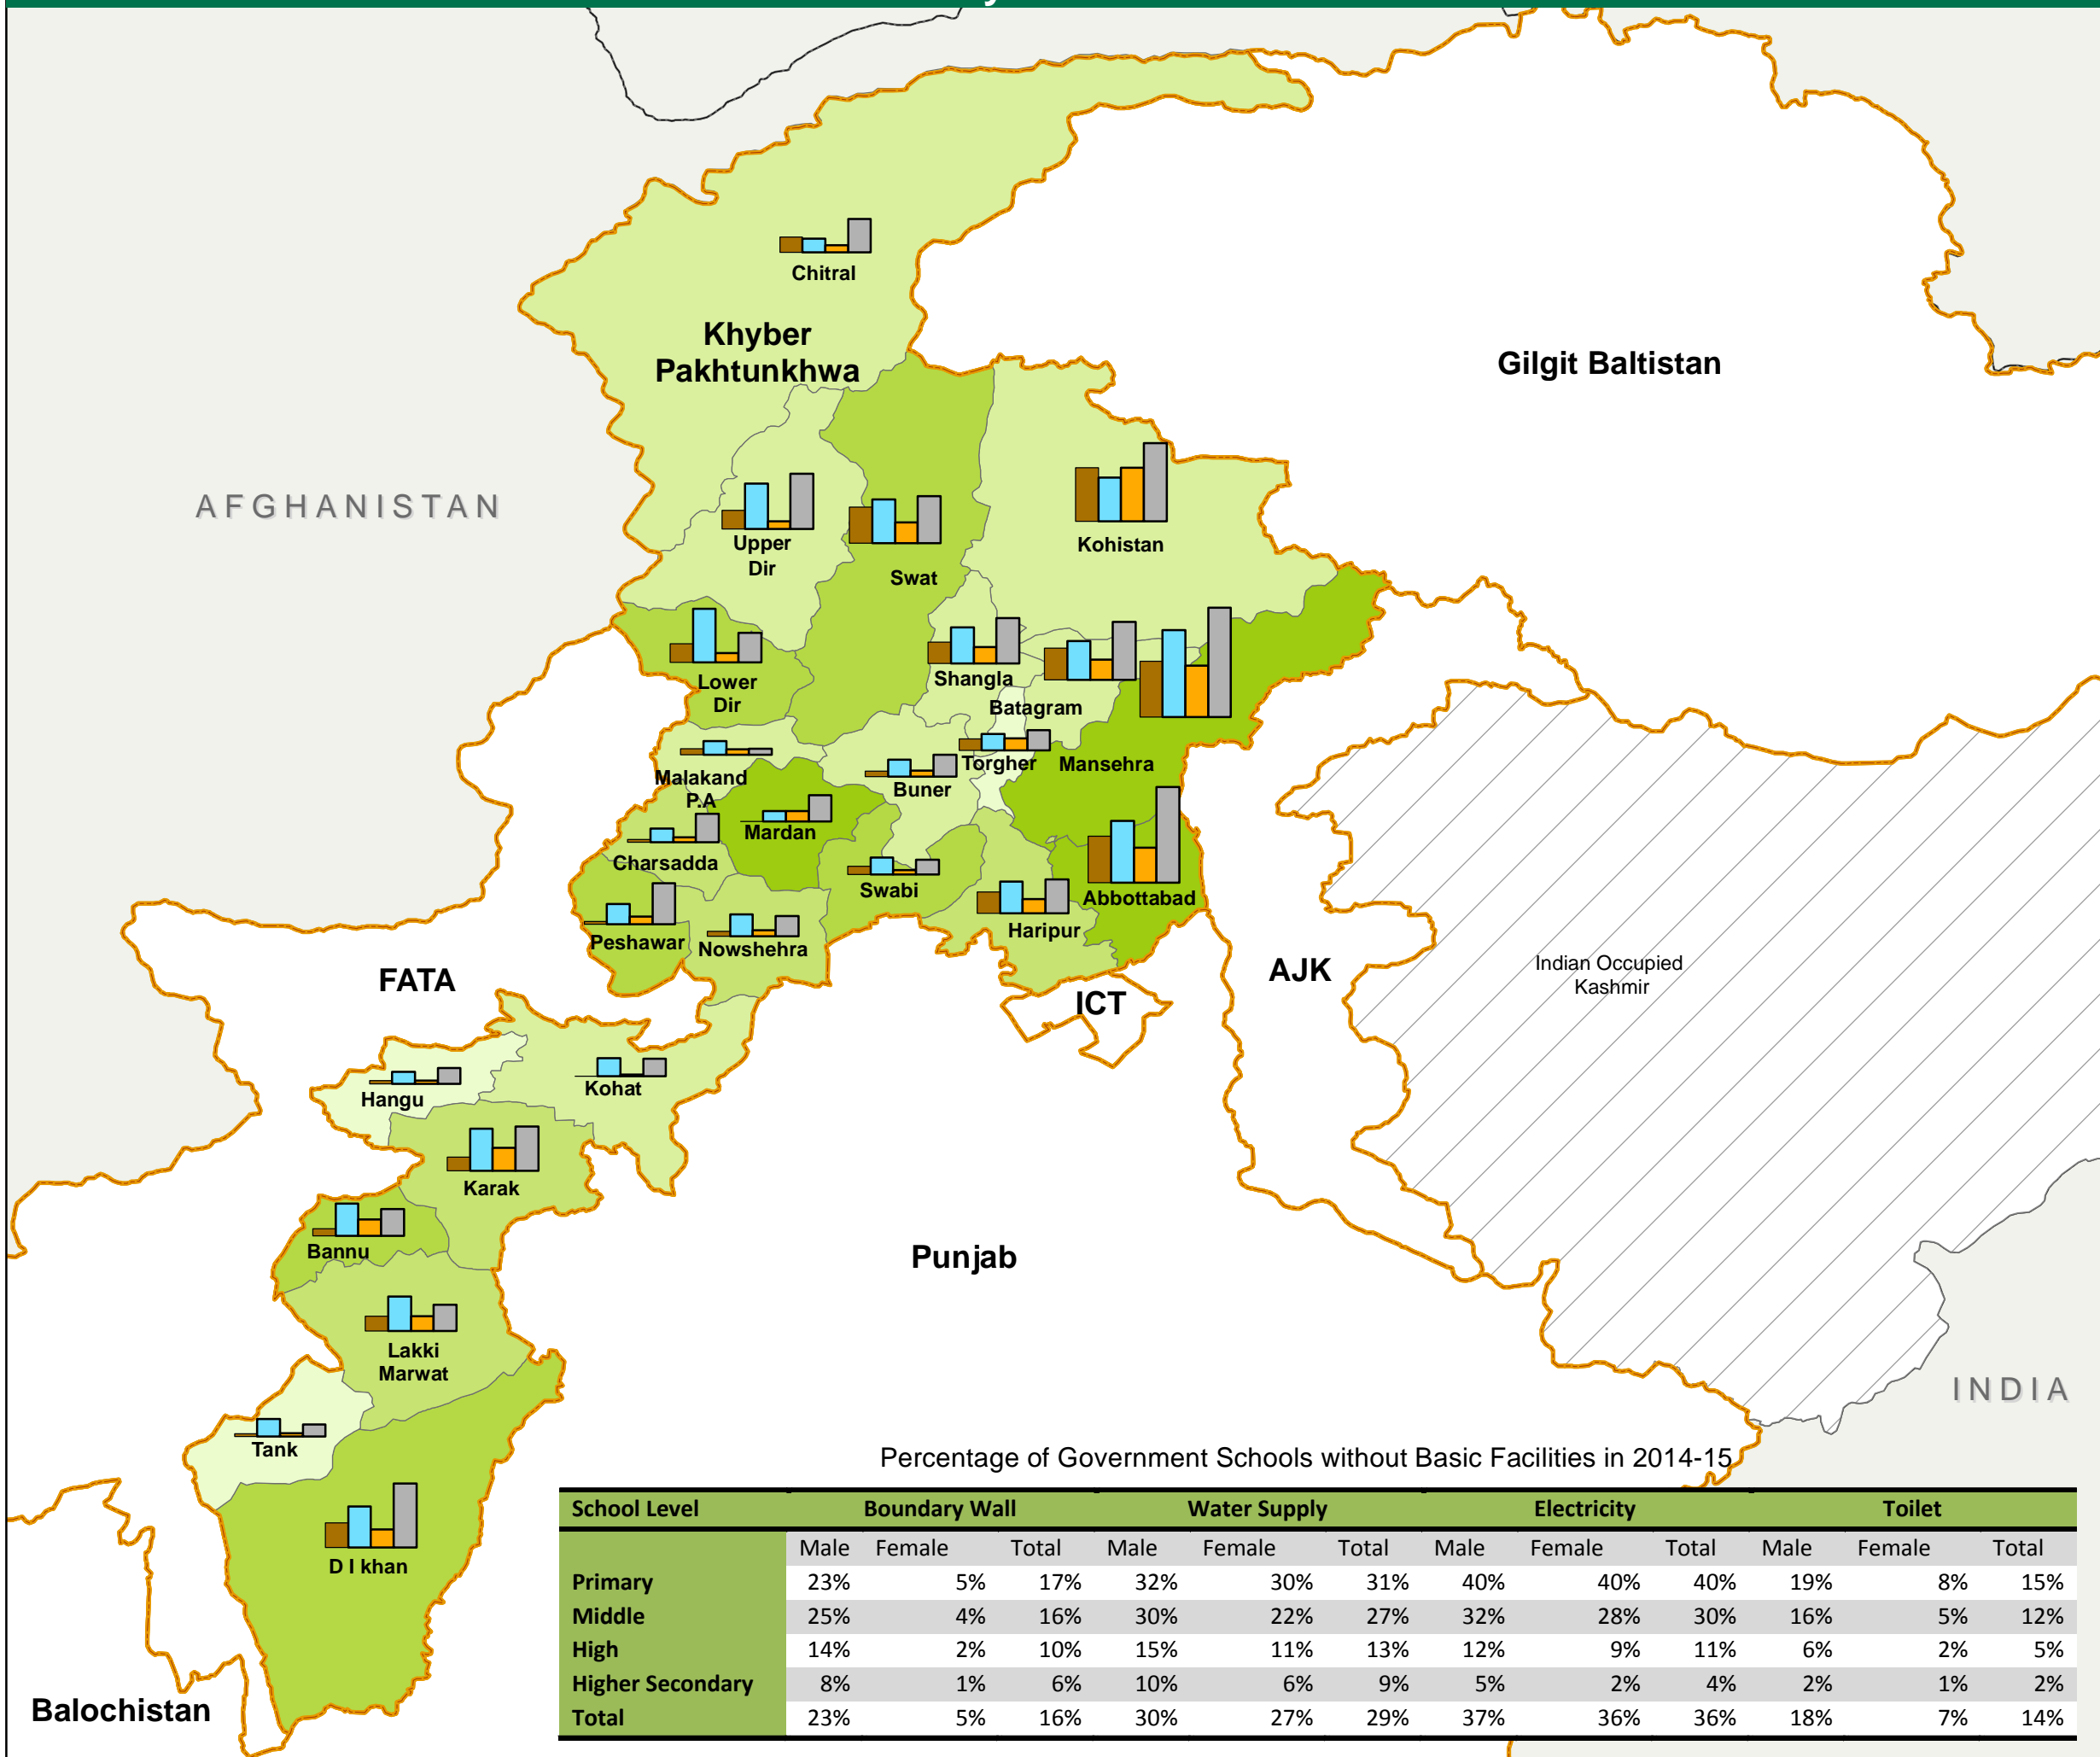 Chitral
Khyber
Pakhtunkhwa
Gilgit Baltistan
AFGHANISTAN
Upper
Dir
Swat
Kohistan
Lower
Dir
Shangla
Batagram
Malakand
P.A
Buner
Torgher
Mansehra
Mardan
Charsadda
Swabi
Abbottabad
Peshawar
Nowshehra
Haripur
FATA
ICT
AJK
Indian Occupied
Kashmir
Hangu
Kohat
Karak
Bannu
Punjab
Lakki
Marwat
INDIA
Tank
D I khan
Balochistan
Percentage of Government Schools without Basic Facilities in 2014-15
School Level Boundary Wall Water Supply Electricity Toilet
Male Female Total Male Female Total Male Female Total Male Female Total
Primary 23% 5% 17% 32% 30% 31% 40% 40% 40% 19% 8% 15%
Middle 25% 4% 16% 30% 22% 27% 32% 28% 30% 16% 5% 12%
High 14% 2% 10% 15% 11% 13% 12% 9% 11% 6% 2% 5%
Higher Secondary 8% 1% 6% 10% 6% 9% 5% 2% 4% 2% 1% 2%
Total 23% 5% 16% 30% 27% 29% 37% 36% 36% 18% 7% 14%